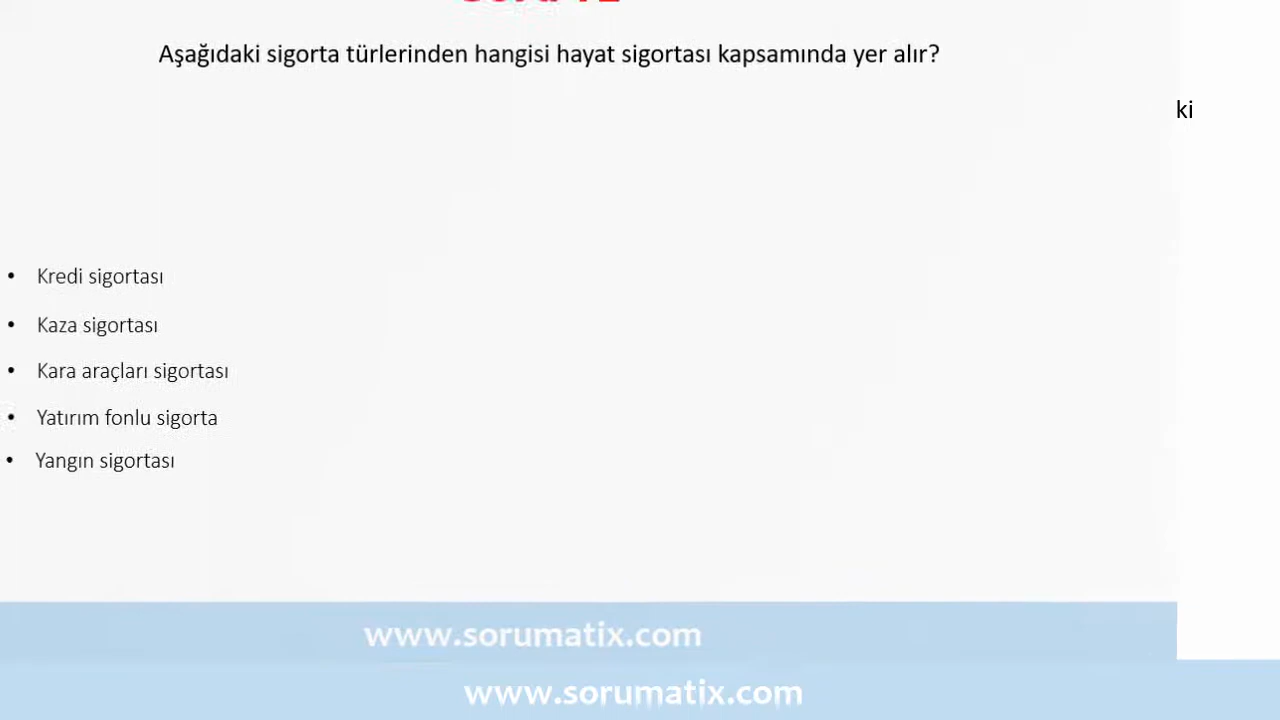 Aşağıdaki sigorta türlerinden hangisi hayat sigortası kapsamında yer alır?
ki
• Kredi sigortası
• Kaza sigortası
• Kara araçları sigortası
• Yatırım fonlu sigorta
• Yangın sigortası
www.sorumatix.com
www.sorumatix.com